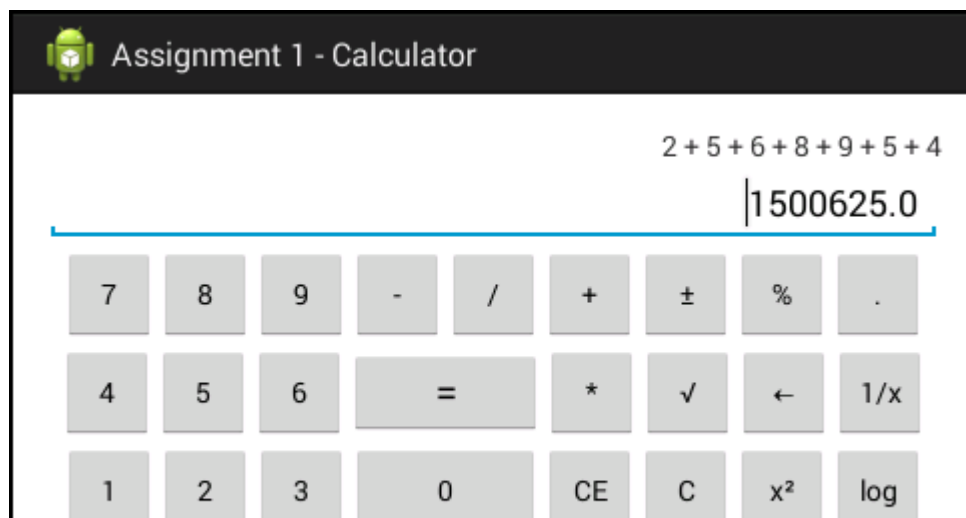 Assignment 1 - Calculator
2 + 5 + 6 + 8 + 9 + 5 + 4
1500625.0
7 8 9 - / + ± % .
4 5 6 = * √ ← 1/x
1 2 3 0 CE C x² log